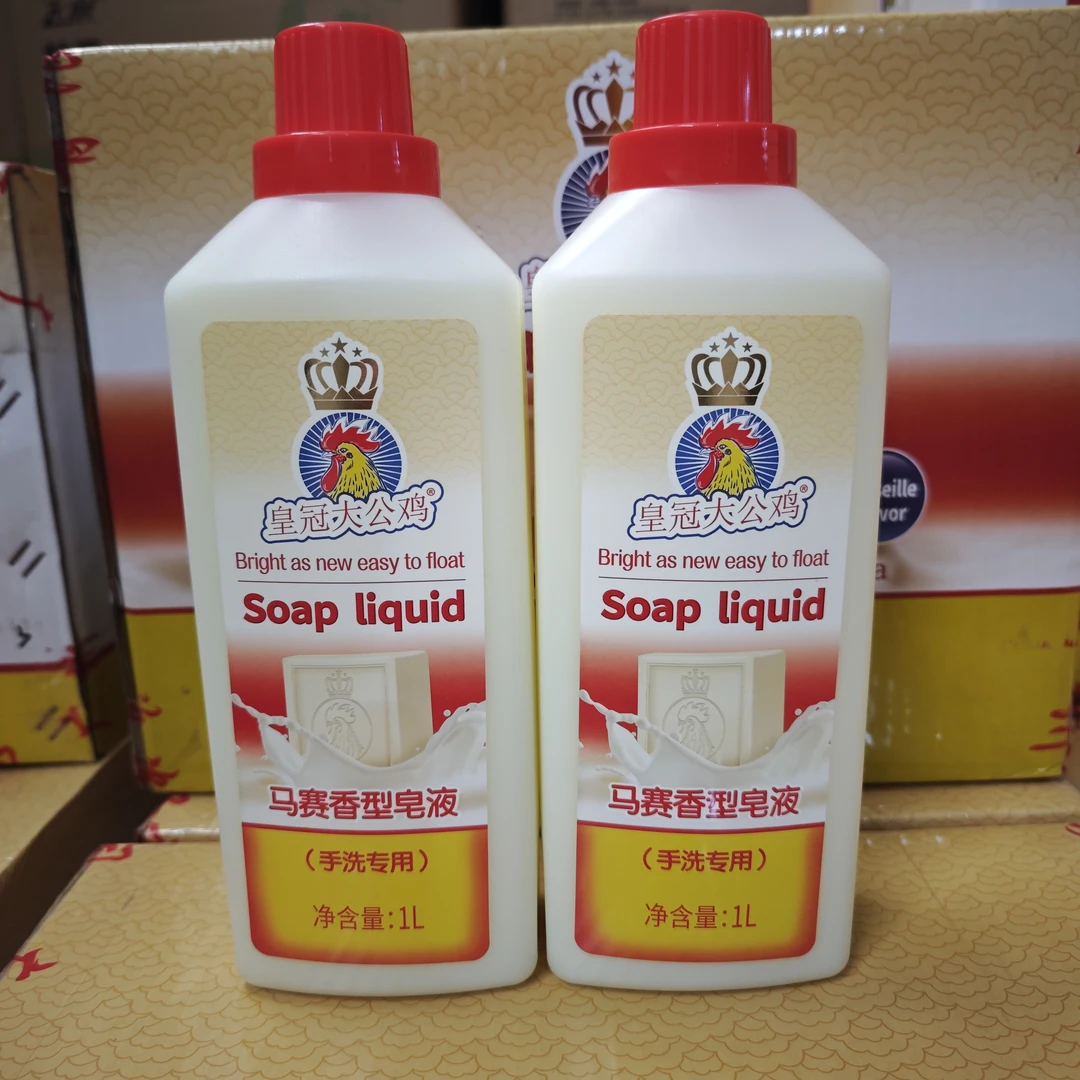 皇冠大公鸡®
Bright as new easy to float
Soap liquid
马赛香型皂液
（手洗专用）
净含量:1L
皇冠大公鸡®
Bright as new easy to float
Soap liquid
马赛香型皂液
（手洗专用）
净含量:1L